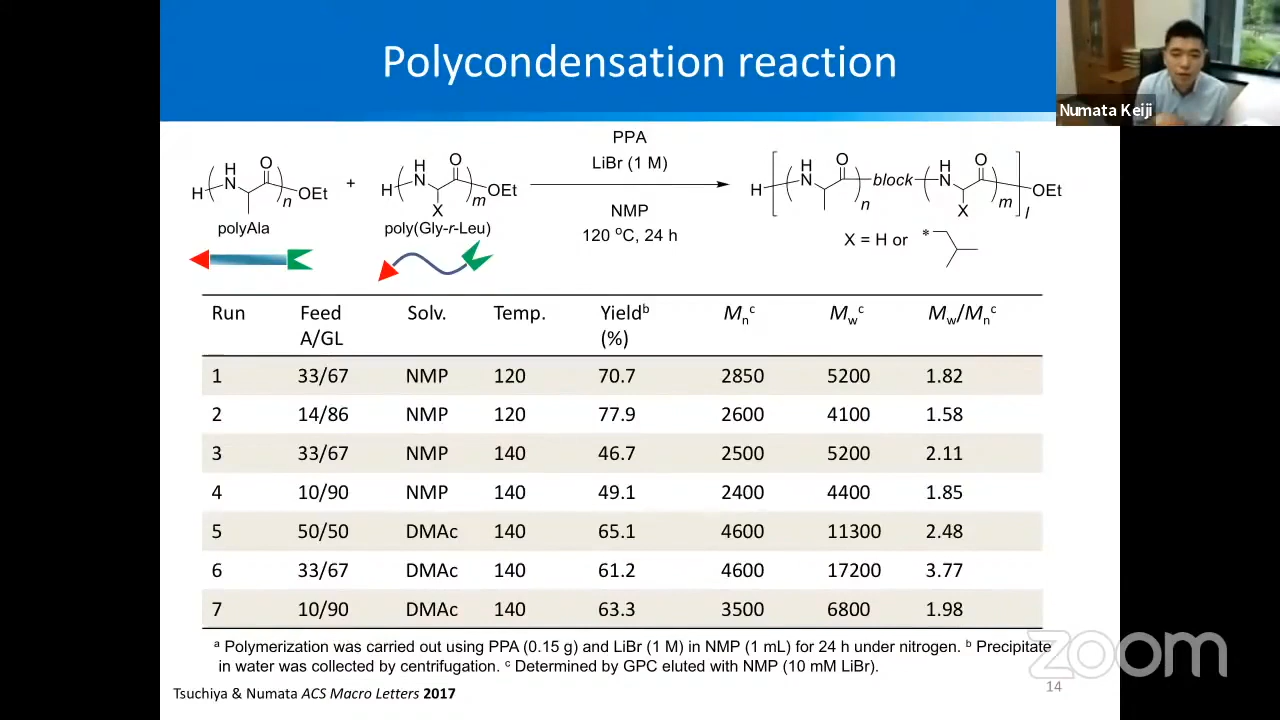 Polycondensation reaction
Numata Keiji
PPA
LiBr (1 M)
NMP
120 ºC, 24 h
H
H
N
O
n
OEt
+
H
H
N
O
X
m
OEt
H
H
N
O
n
block
H
N
O
X
m
l
OEt
polyAla
poly(Gly-r-Leu)
X = H or *
Run Feed A/GL Solv. Temp. Yieldᵇ (%) Mnᶜ Mwᶜ Mw/Mnᶜ
1 33/67 NMP 120 70.7 2850 5200 1.82
2 14/86 NMP 120 77.9 2600 4100 1.58
3 33/67 NMP 140 46.7 2500 5200 2.11
4 10/90 NMP 140 49.1 2400 4400 1.85
5 50/50 DMAc 140 65.1 4600 11300 2.48
6 33/67 DMAc 140 61.2 4600 17200 3.77
7 10/90 DMAc 140 63.3 3500 6800 1.98
ᵃ Polymerization was carried out using PPA (0.15 g) and LiBr (1 M) in NMP (1 mL) for 24 h under nitrogen. ᵇ Precipitate
in water was collected by centrifugation. ᶜ Determined by GPC eluted with NMP (10 mM LiBr).
Tsuchiya & Numata ACS Macro Letters 2017
zoom
14